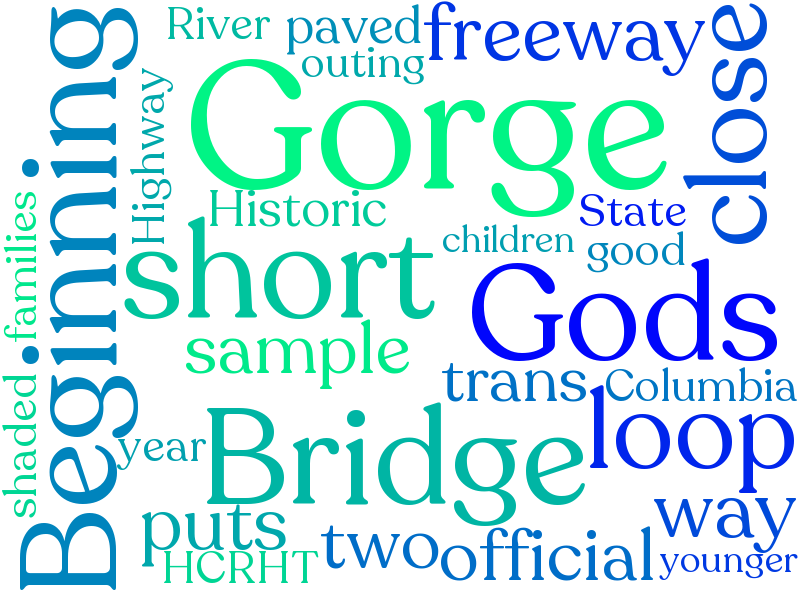 River
paved
freeway
outing
close
Beginning
Highway
Gorge
families
Historic
State
children
good
short
Gods
sample
trans
Columbia
shaded
year
Bridge
loop
puts
two
official
way
HCRHT
younger